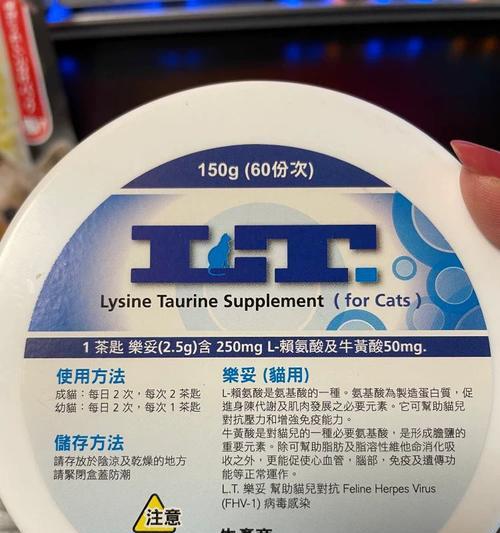 150g (60份次)
L.T.
Lysine Taurine Supplement ( for Cats )
1 茶匙 樂妥(2.5g)含 250mg L-賴氨酸及牛黃酸50mg.
使用方法
成貓：每日 2 次，每次 2 茶匙
幼貓：每日 2 次，每次 1 茶匙
儲存方法
請存放於陰涼及乾燥的地方
請緊閉盒蓋防潮
注意
樂妥 (貓用)
L-賴氨酸是氨基酸的一種。氨基酸為製造蛋白質，促
進身陳代謝及肌肉發展之必要元素。它可幫助貓兒
對抗壓力和增強免疫能力。
牛黃酸是對貓兒的一種必要氨基酸，是形成膽鹽的
重要元素。除可幫助脂肪及脂溶性維他命消化吸
收之外，更能促使心血管，腦部，免疫及遺傳功
能等正常運作。
L.T. 樂妥 幫助貓兒對抗 Feline Herpes Virus
(FHV-1) 病毒感染